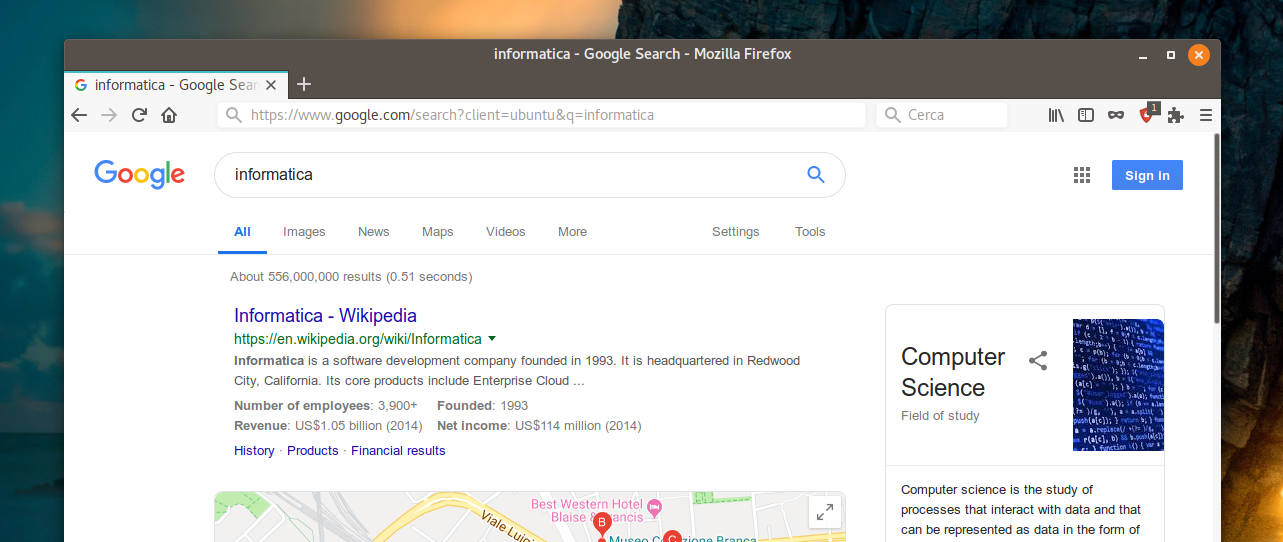 informatica - Google Search - Mozilla Firefox
informatica - Google Sear
https://www.google.com/search?client=ubuntu&q=informatica
Cerca
1
Google
informatica
Sign in
All Images News Maps Videos More Settings Tools
About 556,000,000 results (0.51 seconds)
Informatica - Wikipedia
https://en.wikipedia.org/wiki/Informatica
Informatica is a software development company founded in 1993. It is headquartered in Redwood
City, California. Its core products include Enterprise Cloud ...
Number of employees: 3,900+ Founded: 1993
Revenue: US$1.05 billion (2014) Net income: US$114 million (2014)
History · Products · Financial results
Best Western Hotel
Blaise & Francis
Viale Luigi
B
C
Museo Collezione Branca
Computer
Science
Field of study
Computer science is the study of
processes that interact with data and that
can be represented as data in the form of